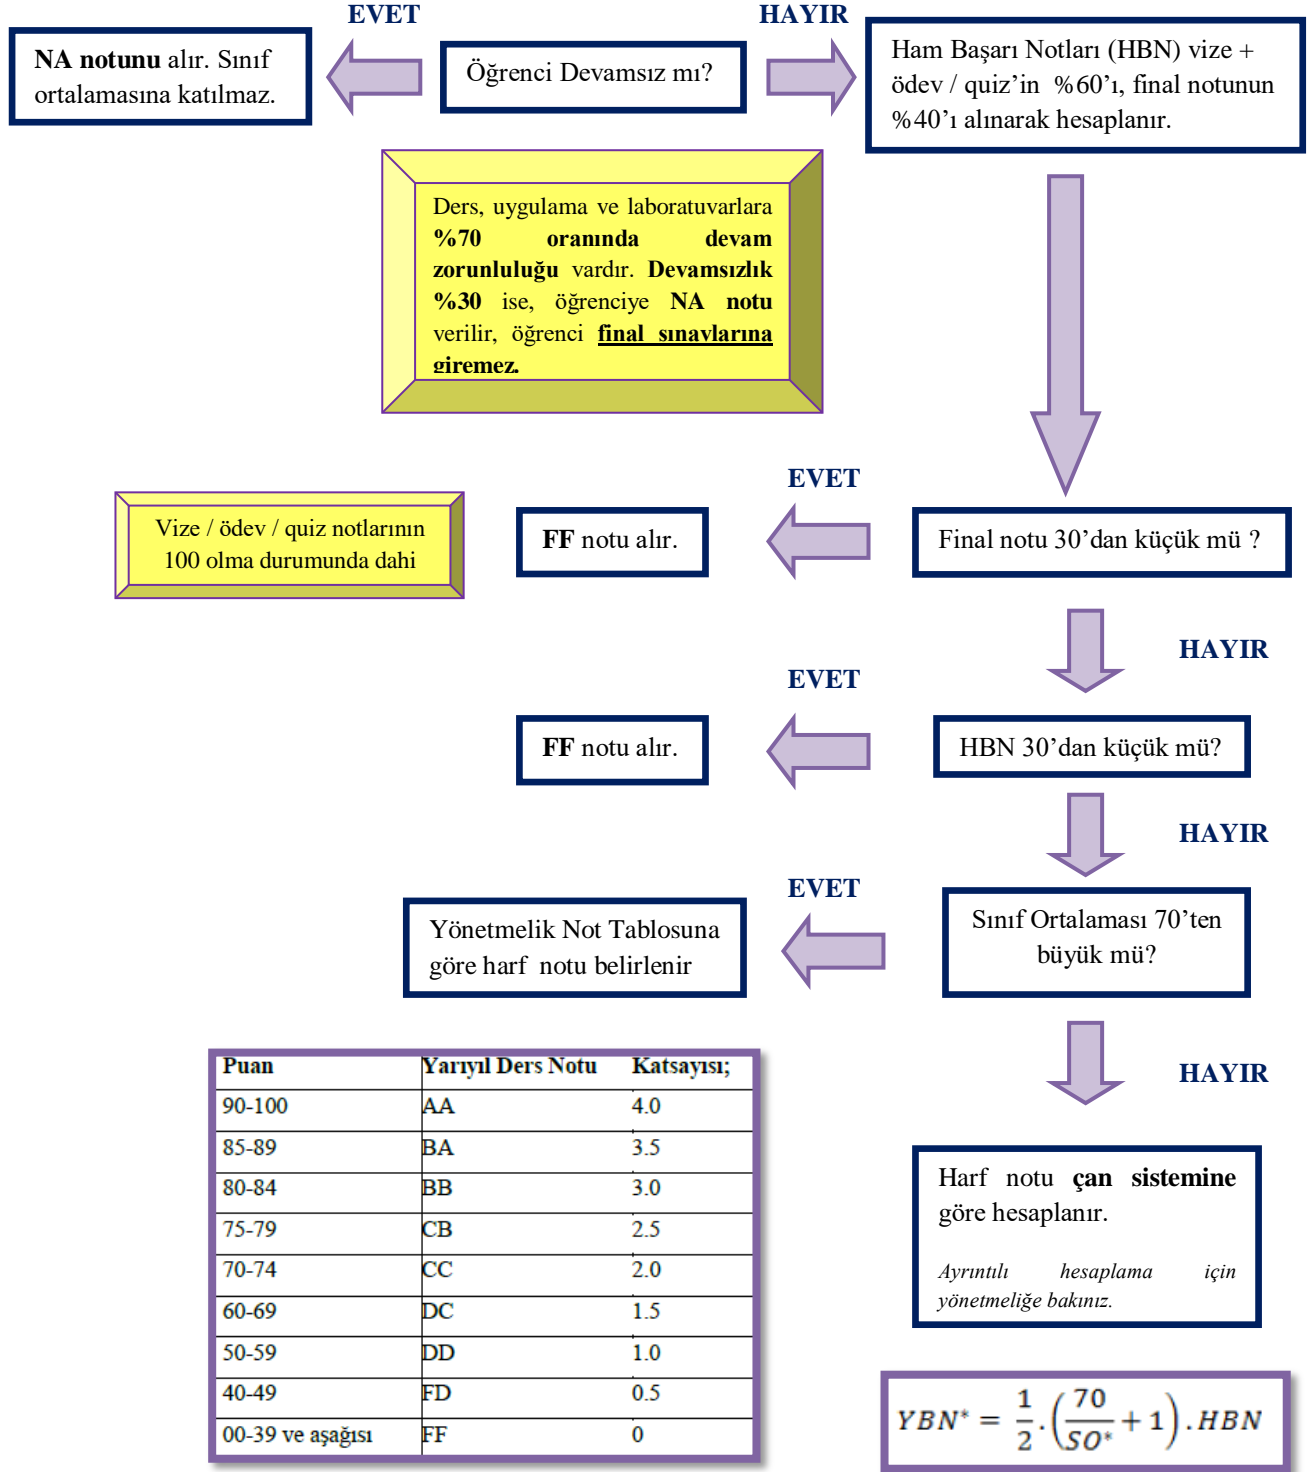 EVET
HAYIR
NA notunu alır. Sınıf
ortalamasına katılmaz.
Öğrenci Devamsız mı?
Ham Başarı Notları (HBN) vize +
ödev / quiz’in %60’ı, final notunun
%40’ı alınarak hesaplanır.
Ders, uygulama ve laboratuvarlara
%70 oranında devam
zorunluluğu vardır. Devamsızlık
%30 ise, öğrenciye NA notu
verilir, öğrenci final sınavlarına
giremez.
EVET
Vize / ödev / quiz notlarının
100 olma durumunda dahi
FF notu alır.
Final notu 30’dan küçük mü ?
HAYIR
EVET
FF notu alır.
HBN 30’dan küçük mü?
HAYIR
EVET
Yönetmelik Not Tablosuna
göre harf notu belirlenir
Sınıf Ortalaması 70’ten
büyük mü?
HAYIR
Puan Yarıyıl Ders Notu Katsayısı;
90-100 AA 4.0
85-89 BA 3.5
80-84 BB 3.0
75-79 CB 2.5
70-74 CC 2.0
60-69 DC 1.5
50-59 DD 1.0
40-49 FD 0.5
00-39 ve aşağısı FF 0
Harf notu çan sistemine
göre hesaplanır.
Ayrıntılı hesaplama için
yönetmeliğe bakınız.
YBN* = 1/2 . (70/SO* + 1) . HBN